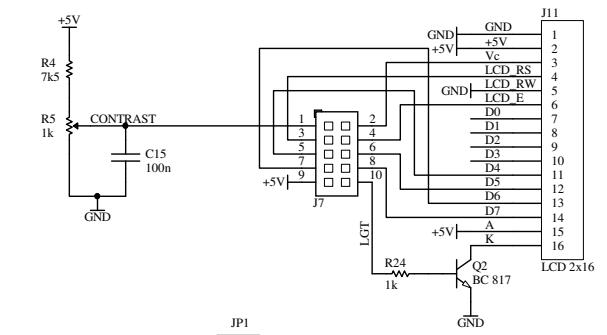 +5V
R4
7k5
R5
1k
CONTRAST
C15
100n
GND
1
3
5
7
9
2
4
6
8
10
+5V
J7
LGT
R24
1k
Q2
BC 817
GND
J11
GND
GND
1
+5V
+5V
2
Vc
3
LCD_RS
4
GND
LCD_RW
5
LCD_E
6
D0
7
D1
8
D2
9
D3
10
D4
11
D5
12
D6
13
D7
14
+5V
A
15
K
16
LCD 2x16
JP1